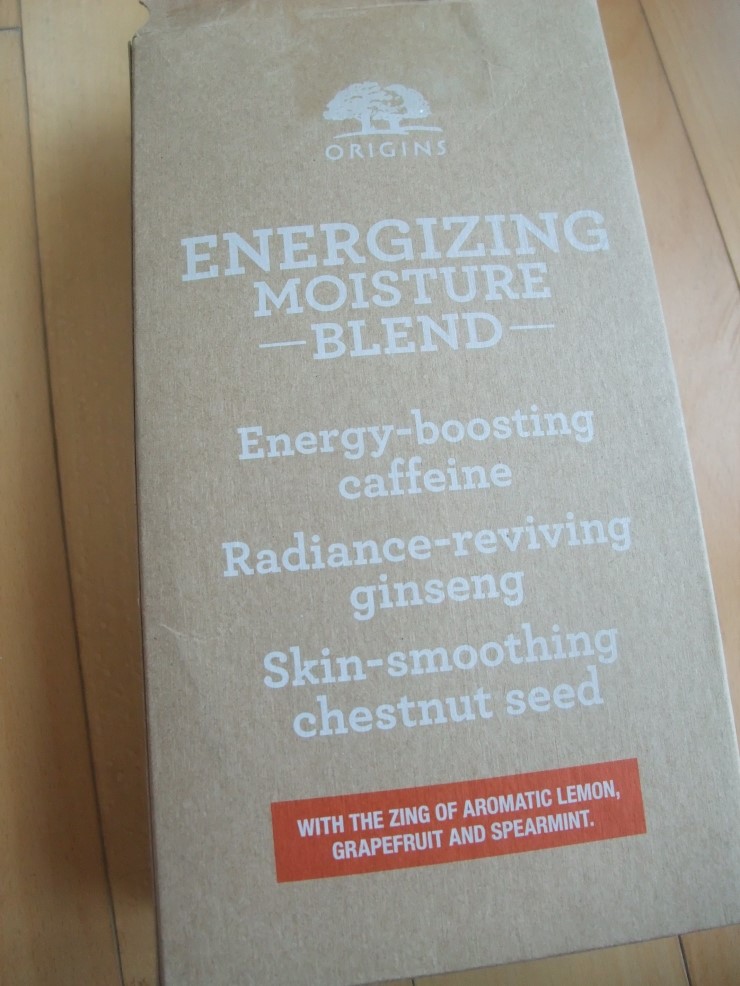 ORIGINS
ENERGIZING
MOISTURE
—BLEND—
Energy-boosting
caffeine
Radiance-reviving
ginseng
Skin-smoothing
chestnut seed
WITH THE ZING OF AROMATIC LEMON,
GRAPEFRUIT AND SPEARMINT.